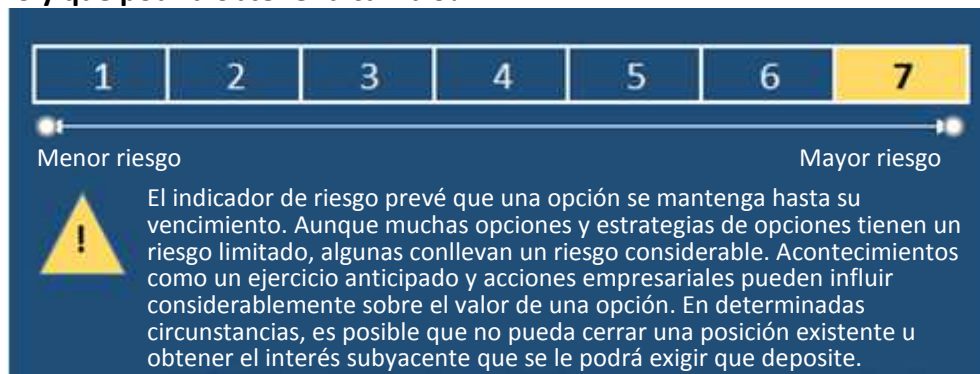 1 2 3 4 5 6 7
Menor riesgo Mayor riesgo
!
El indicador de riesgo prevé que una opción se mantenga hasta su
vencimiento. Aunque muchas opciones y estrategias de opciones tienen un
riesgo limitado, algunas conllevan un riesgo considerable. Acontecimientos
como un ejercicio anticipado y acciones empresariales pueden influir
considerablemente sobre el valor de una opción. En determinadas
circunstancias, es posible que no pueda cerrar una posición existente u
obtener el interés subyacente que se le podrá exigir que deposite.